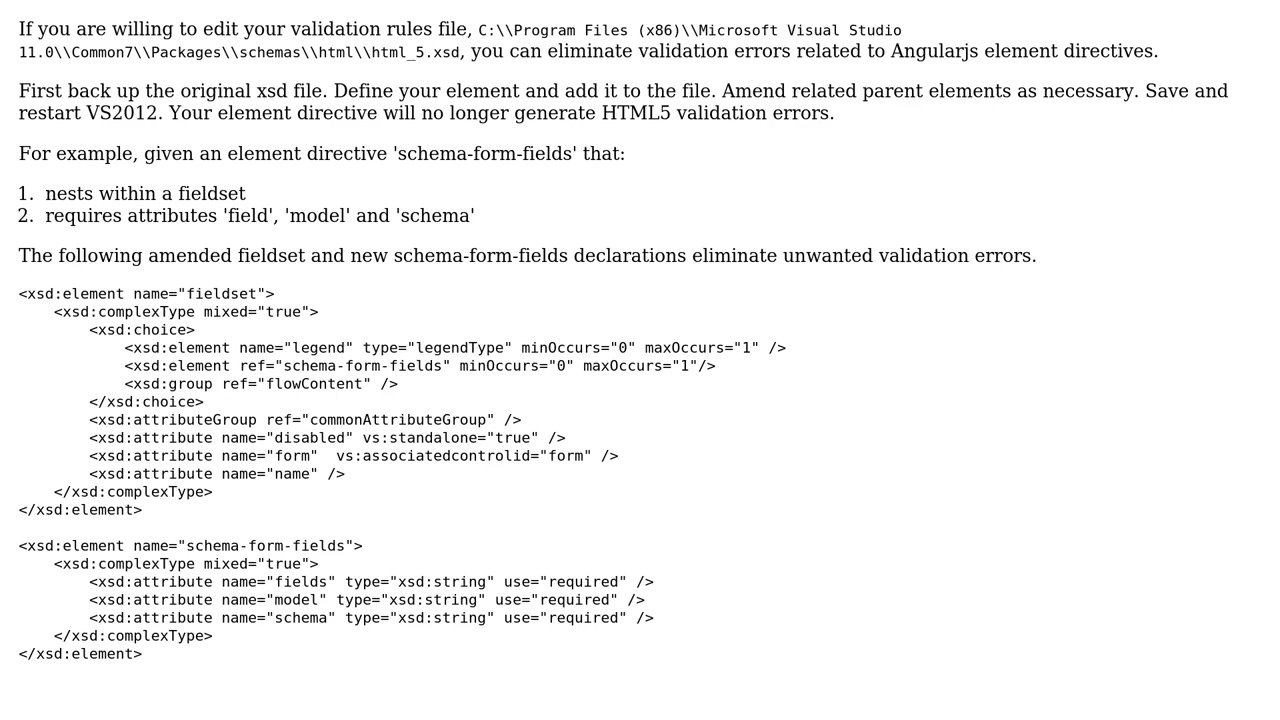 If you are willing to edit your validation rules file, C:\\Program Files (x86)\\Microsoft Visual Studio
11.0\\Common7\\Packages\\schemas\\html\\html_5.xsd, you can eliminate validation errors related to Angularjs element directives.
First back up the original xsd file. Define your element and add it to the file. Amend related parent elements as necessary. Save and
restart VS2012. Your element directive will no longer generate HTML5 validation errors.
For example, given an element directive 'schema-form-fields' that:
1. nests within a fieldset
2. requires attributes 'field', 'model' and 'schema'
The following amended fieldset and new schema-form-fields declarations eliminate unwanted validation errors.
<xsd:element name="fieldset">
    <xsd:complexType mixed="true">
        <xsd:choice>
            <xsd:element name="legend" type="legendType" minOccurs="0" maxOccurs="1" />
            <xsd:element ref="schema-form-fields" minOccurs="0" maxOccurs="1"/>
            <xsd:group ref="flowContent" />
        </xsd:choice>
        <xsd:attributeGroup ref="commonAttributeGroup" />
        <xsd:attribute name="disabled" vs:standalone="true" />
        <xsd:attribute name="form"  vs:associatedcontrolid="form" />
        <xsd:attribute name="name" />
    </xsd:complexType>
</xsd:element>
<xsd:element name="schema-form-fields">
    <xsd:complexType mixed="true">
        <xsd:attribute name="fields" type="xsd:string" use="required" />
        <xsd:attribute name="model" type="xsd:string" use="required" />
        <xsd:attribute name="schema" type="xsd:string" use="required" />
    </xsd:complexType>
</xsd:element>